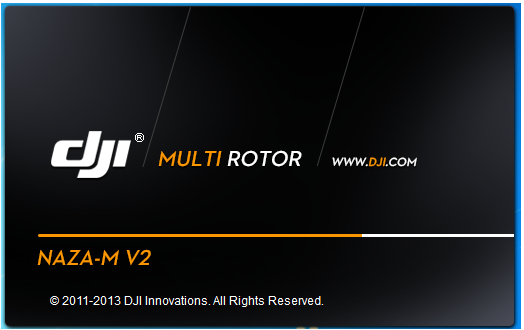 dji® MULTI ROTOR WWW.DJI.COM
NAZA-M V2
© 2011-2013 DJI Innovations. All Rights Reserved.